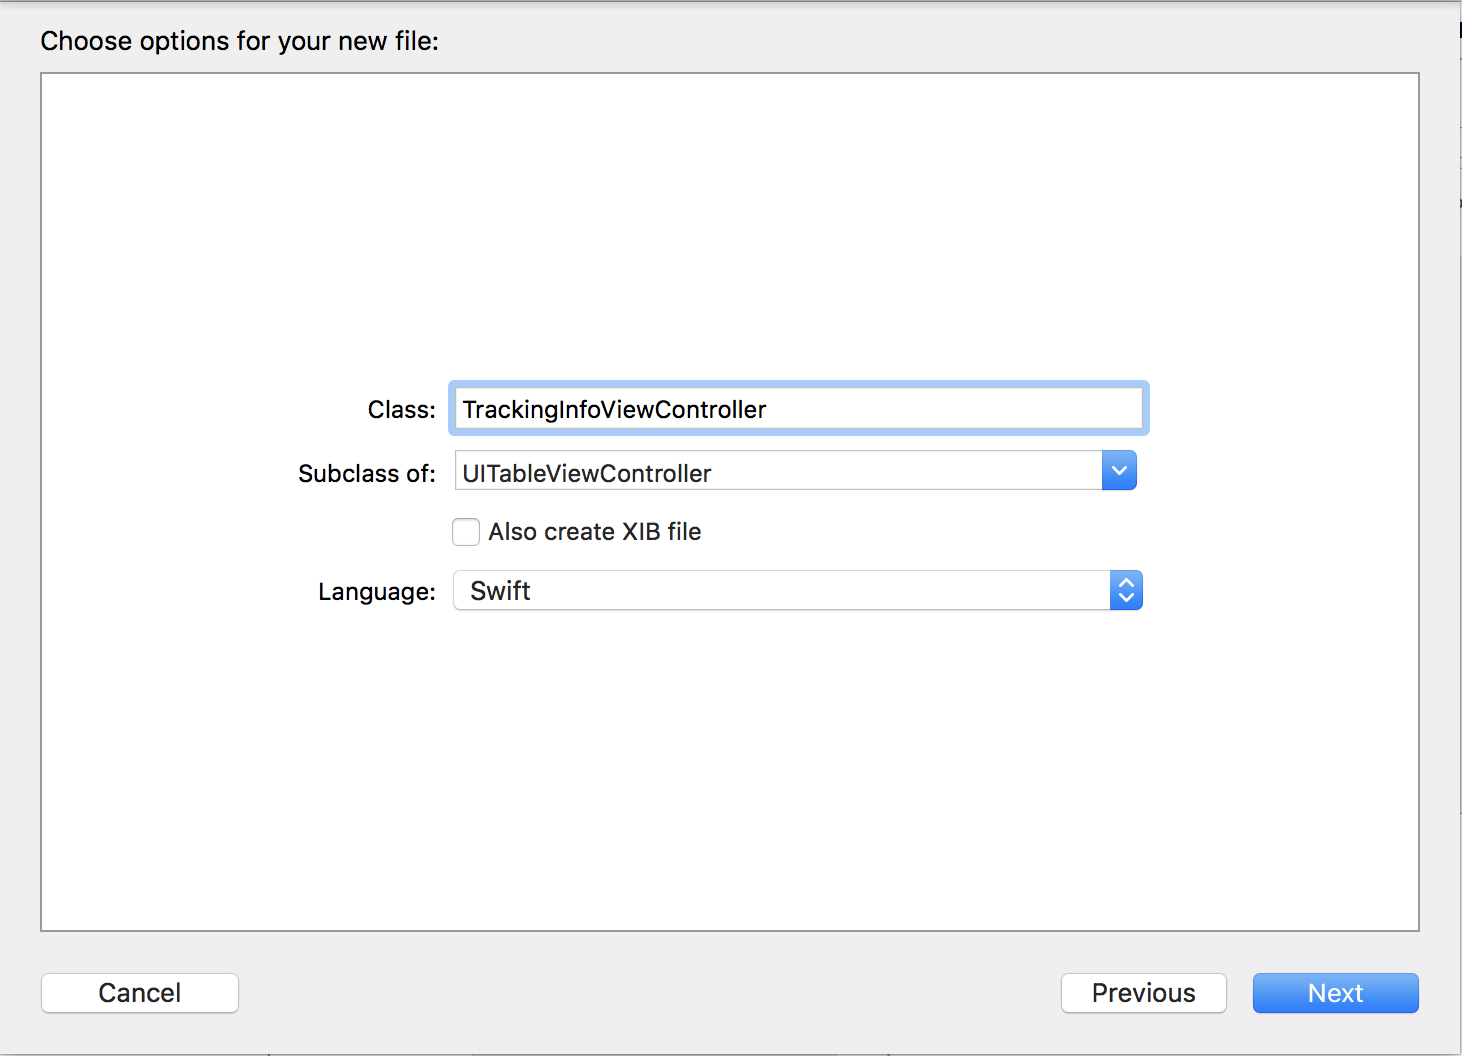 Choose options for your new file:
Class: TrackingInfoViewController
Subclass of: UITableViewController
Also create XIB file
Language: Swift
Cancel Previous Next